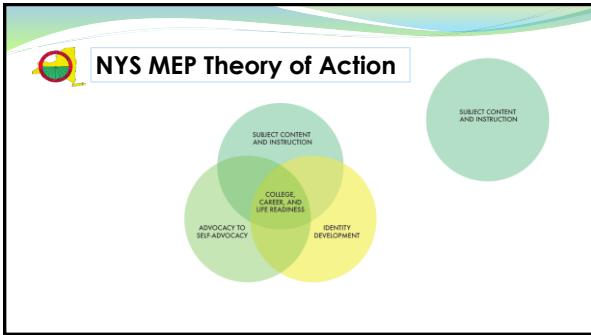 NYS MEP Theory of Action
SUBJECT CONTENT
AND INSTRUCTION
COLLEGE,
CAREER, AND
LIFE READINESS
ADVOCACY TO
SELF-ADVOCACY
IDENTITY
DEVELOPMENT
SUBJECT CONTENT
AND INSTRUCTION